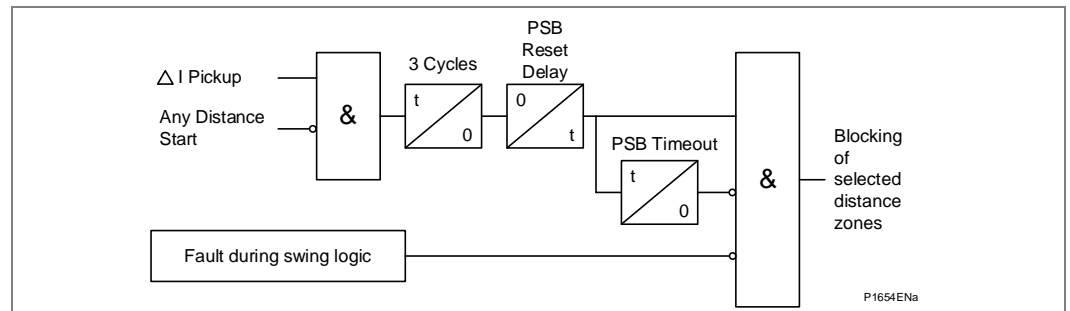 PSB
Reset
Delay
3 Cycles
△ I Pickup
t
0
0
t
&
Any Distance
Start
PSB Timeout
t
0
&
Blocking
of
selected
distance
zones
Fault during swing logic
P1654ENa